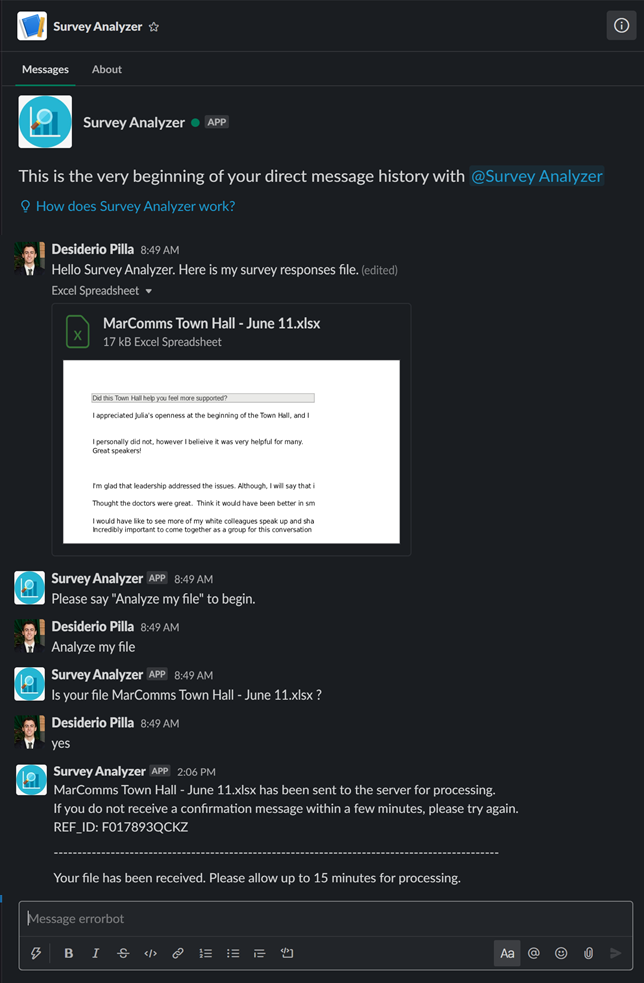 Survey Analyzer
Messages About
Survey Analyzer APP
This is the very beginning of your direct message history with @Survey Analyzer
How does Survey Analyzer work?
Desiderio Pilla 8:49 AM
Hello Survey Analyzer. Here is my survey responses file. (edited)
Excel Spreadsheet
X
MarComms Town Hall - June 11.xlsx
17 kB Excel Spreadsheet
Did this Town Hall help you feel more supported?
I appreciated Julia's openness at the beginning of the Town Hall, and I
I personally did not, however I belieive it was very helpful for many.
Great speakers!
I'm glad that leadership addressed the issues. Although, I will say that i
Thought the doctors were great. Think it would have been better in sm
I would have like to see more of my white colleagues speak up and sha
Incredibly important to come together as a group for this conversation
Survey Analyzer APP 8:49 AM
Please say "Analyze my file" to begin.
Desiderio Pilla 8:49 AM
Analyze my file
Survey Analyzer APP 8:49 AM
Is your file MarComms Town Hall - June 11.xlsx ?
Desiderio Pilla 8:49 AM
yes
Survey Analyzer APP 2:06 PM
MarComms Town Hall - June 11.xlsx has been sent to the server for processing.
If you do not receive a confirmation message within a few minutes, please try again.
REF_ID: F017893QCKZ
----------------------------------------------------------------------------------------
Your file has been received. Please allow up to 15 minutes for processing.
Message errorbot
B I S </> Aa @